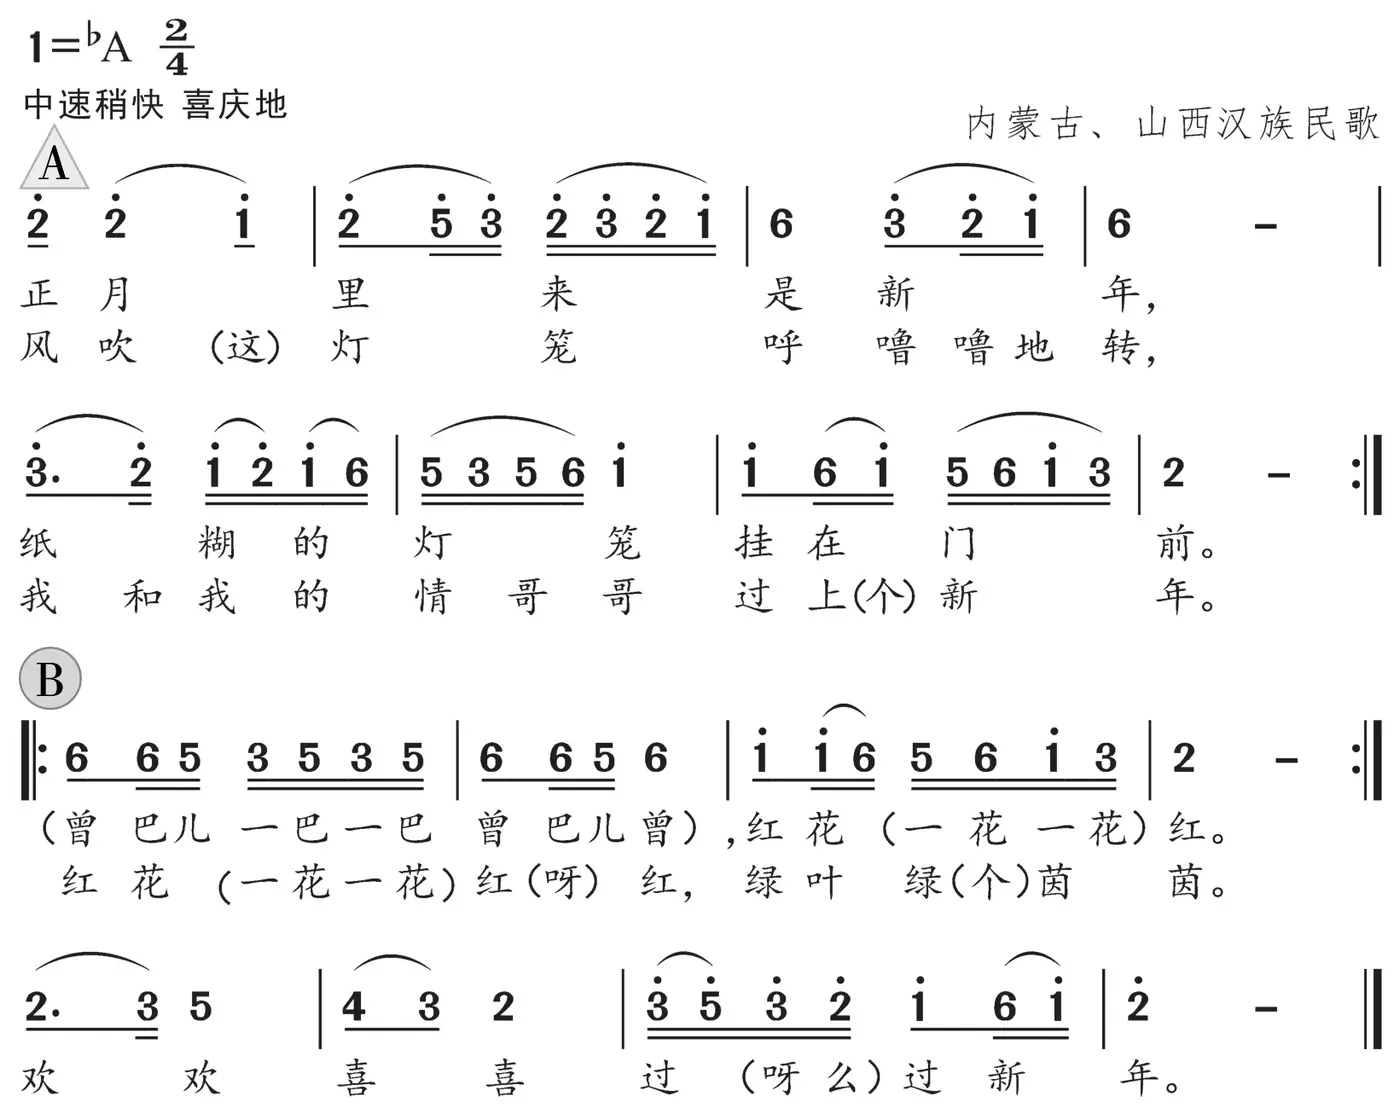 1=♭A 2/4
中速稍快 喜庆地
内蒙古、山西汉族民歌
A
2̇ 2̇ 1̇ | 2̇ 5̇ 3̇ 2̇ 3̇ 2̇ 1̇ | 6 3̇ 2̇ 1̇ | 6 – |
正月 里 来 是 新 年，
风吹（这）灯 笼 呼 噜噜地转，
3̇. 2̇ 1̇ 2̇ 1̇ 6 | 5 3 5 6 1̇ | 1̇ 6 1̇ 5 6 1̇ 3 | 2 – :|
纸 糊 的 灯 笼 挂在 门 前。
我 和我 的 情 哥 哥 过 上(个)新 年。
B
|: 6 6 5 3 5 3 5 | 6 6 5 6 | 1̇ 1̇ 6 5 6 1̇ 3 | 2 – :|
（曾 巴儿 一巴一巴 曾 巴儿曾），红花（一花一花）红。
红花（一花一花）红（呀）红，绿叶 绿（个）茵 茵。
2. 3 5 | 4 3 2 | 3̇ 5̇ 3̇ 2̇ 1̇ 6 1̇ | 2̇ – |
欢 欢 喜 喜 过（呀么）过新 年。